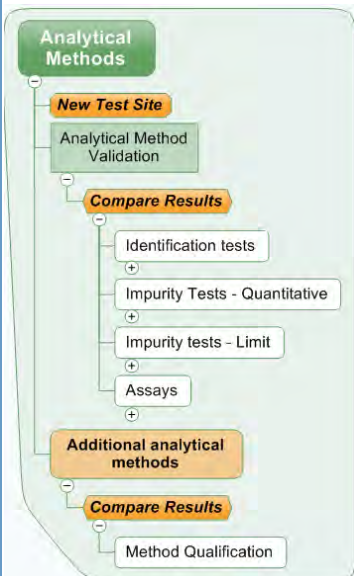 Analytical
Methods
New Test Site
Analytical Method
Validation
Compare Results
Identification tests
Impurity Tests - Quantitative
Impurity tests - Limit
Assays
Additional analytical
methods
Compare Results
Method Qualification